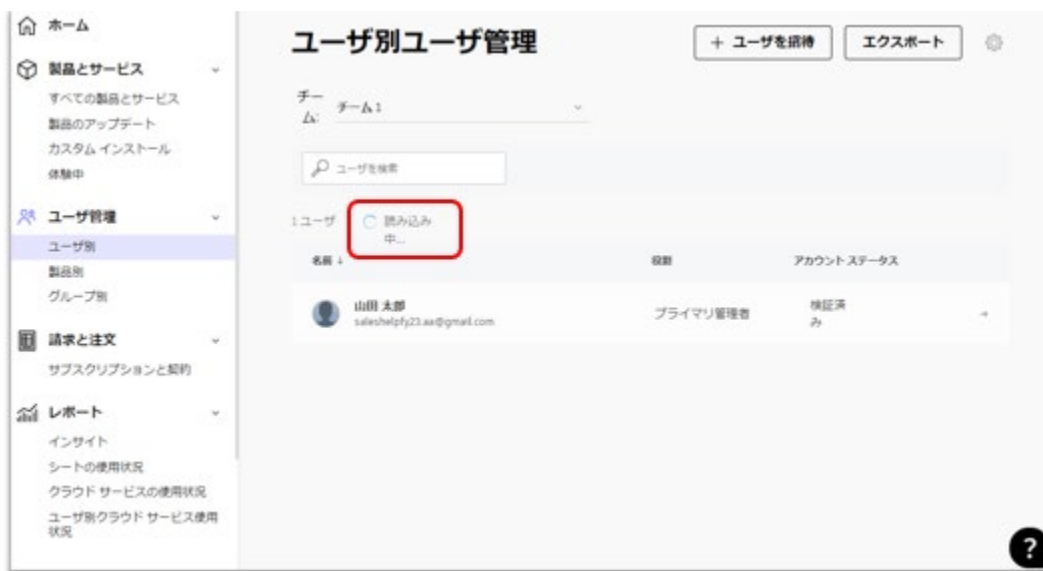 ホーム
製品とサービス
すべての製品とサービス
製品のアップデート
カスタム インストール
体験中
ユーザ管理
ユーザ別
製品別
グループ別
請求と注文
サブスクリプションと契約
レポート
インサイト
シートの使用状況
クラウド サービスの使用状況
ユーザ別クラウド サービス使用
状況
ユーザ別ユーザ管理
+ ユーザを招待
エクスポート
チー
ム:
チーム1
ユーザを検索
1 ユーザ
読み込み
中...
名前 ↓
役割
アカウント ステータス
山田 太郎
saleshelpfy23.aa@gmail.com
プライマリ管理者
検証済
み
?